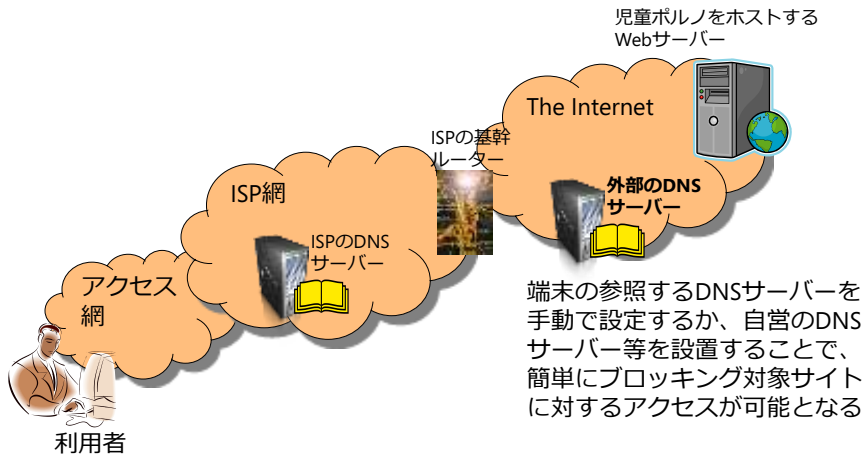 児童ポルノをホストする
Webサーバー
The Internet
ISPの基幹
ルーター
外部のDNS
サーバー
ISP網
ISPのDNS
サーバー
アクセス
網
利用者
端末の参照するDNSサーバーを
手動で設定するか、自営のDNS
サーバー等を設置することで、
簡単にブロッキング対象サイト
に対するアクセスが可能となる